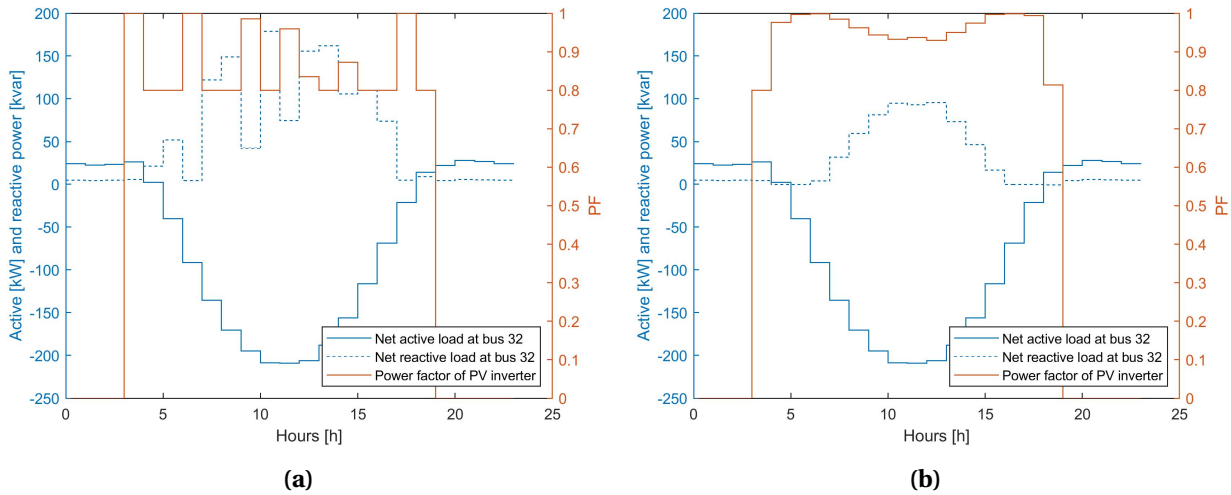 200
150
100
50
0
-50
-100
-150
-200
-250
Active [kW] and reactive power [kvar]
1
0.9
0.8
0.7
0.6
0.5
0.4
0.3
0.2
0.1
0
PF
Net active load at bus 32
Net reactive load at bus 32
Power factor of PV inverter
0 5 10 15 20 25
Hours [h]
(a)
200
150
100
50
0
-50
-100
-150
-200
-250
Active [kW] and reactive power [kvar]
1
0.9
0.8
0.7
0.6
0.5
0.4
0.3
0.2
0.1
0
PF
Net active load at bus 32
Net reactive load at bus 32
Power factor of PV inverter
0 5 10 15 20 25
Hours [h]
(b)